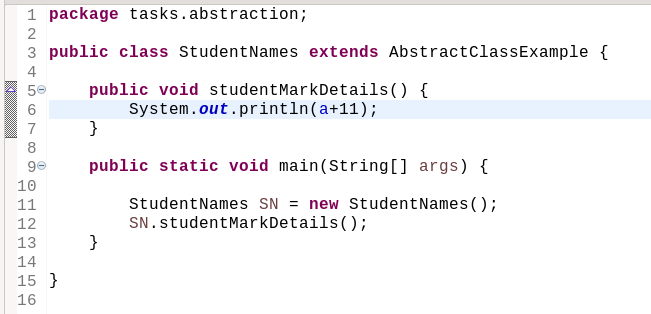 1 package tasks.abstraction;
2
3 public class StudentNames extends AbstractClassExample {
4
5     public void studentMarkDetails() {
6         System.out.println(a+11);
7     }
8
9     public static void main(String[] args) {
10
11         StudentNames SN = new StudentNames();
12         SN.studentMarkDetails();
13     }
14
15 }
16